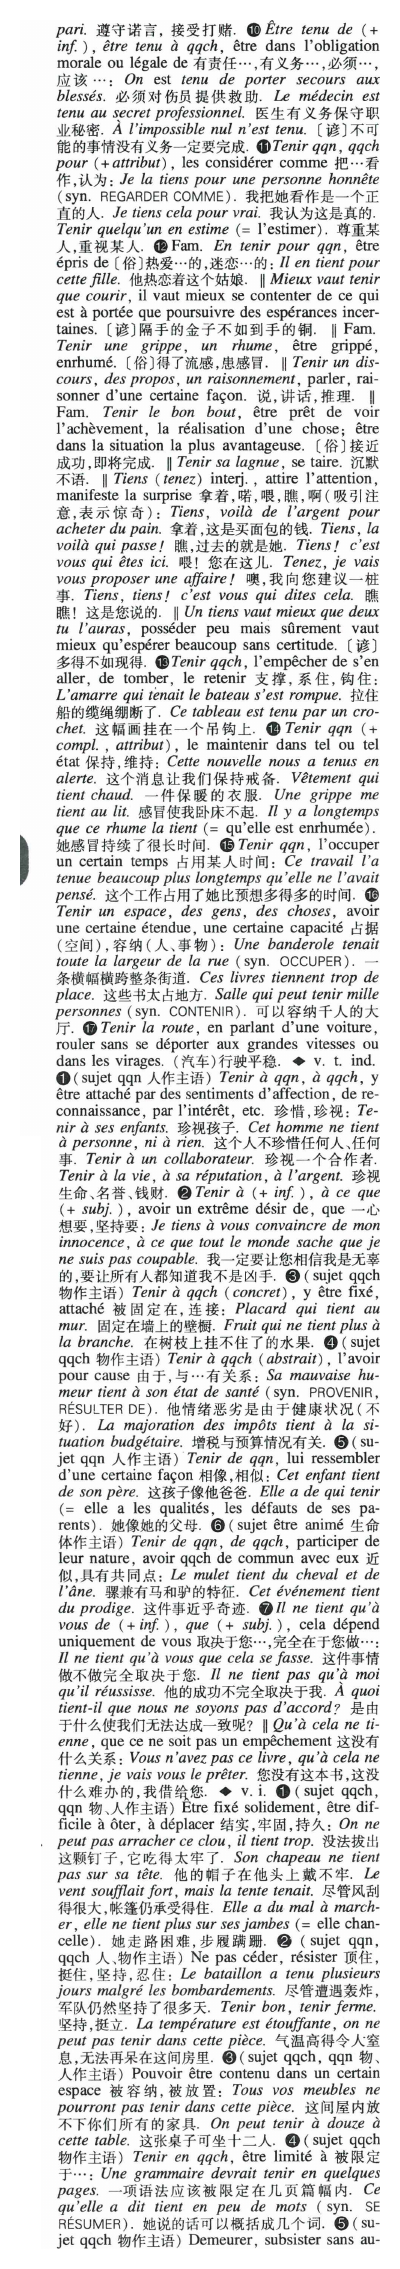 pari. 遵守诺言, 接受打赌. ❿ Être tenu de (+
inf.), être tenu à qqch, être dans l'obligation
morale ou légale de 有责任…,有义务…,必须…,
应该…: On est tenu de porter secours aux
blessés. 必须对伤员提供救助. Le médecin est
tenu au secret professionnel. 医生有义务保守职
业秘密. À l'impossible nul n'est tenu. 〔谚〕不可
能的事情没有义务一定要完成. ⓫Tenir qqn, qqch
pour (+attribut), les considérer comme 把…看
作,认为: Je la tiens pour une personne honnête
(syn. REGARDER COMME). 我把她看作是一个正
直的人. Je tiens cela pour vrai. 我认为这是真的.
Tenir quelqu'un en estime (= l'estimer). 尊重某
人,重视某人. ⓬ Fam. En tenir pour qqn, être
épris de〔俗〕热爱…的,迷恋…的: Il en tient pour
cette fille. 他热恋着这个姑娘. ‖ Mieux vaut tenir
que courir, il vaut mieux se contenter de ce qui
est à portée que poursuivre des espérances incer-
taines. 〔谚〕隔手的金子不如到手的铜. ‖ Fam.
Tenir une grippe, un rhume, être grippé,
enrhumé. 〔俗〕得了流感,患感冒. ‖ Tenir un dis-
cours, des propos, un raisonnement, parler, rai-
sonner d'une certaine façon. 说,讲话,推理. ‖
Fam. Tenir le bon bout, être prêt de voir
l'achèvement, la réalisation d'une chose; être
dans la situation la plus avantageuse. 〔俗〕接近
成功,即将完成. ‖ Tenir sa lagnue, se taire. 沉默
不语. ‖ Tiens (tenez) interj., attire l'attention,
manifeste la surprise 拿着,喏,喂,瞧,啊(吸引注
意,表示惊奇): Tiens, voilà de l'argent pour
acheter du pain. 拿着,这是买面包的钱. Tiens, la
voilà qui passe! 瞧,过去的就是她. Tiens! c'est
vous qui êtes ici. 喂! 您在这儿. Tenez, je vais
vous proposer une affaire! 噢,我向您建议一桩
事. Tiens, tiens! c'est vous qui dites cela. 瞧
瞧! 这是您说的. ‖ Un tiens vaut mieux que deux
tu l'auras, posséder peu mais sûrement vaut
mieux qu'espérer beaucoup sans certitude. 〔谚〕
多得不如现得. ⓭Tenir qqch, l'empêcher de s'en
aller, de tomber, le retenir 支撑,系住,钩住:
L'amarre qui tenait le bateau s'est rompue. 拉住
船的缆绳绷断了. Ce tableau est tenu par un cro-
chet. 这幅画挂在一个吊钩上. ⓮ Tenir qqn (+
compl., attribut), le maintenir dans tel ou tel
état 保持,维持: Cette nouvelle nous a tenus en
alerte. 这个消息让我们保持戒备. Vêtement qui
tient chaud. 一件保暖的衣服. Une grippe me
tient au lit. 感冒使我卧床不起. Il y a longtemps
que ce rhume la tient (= qu'elle est enrhumée).
她感冒持续了很长时间. ⓯ Tenir qqn, l'occuper
un certain temps 占用某人时间: Ce travail l'a
tenue beaucoup plus longtemps qu'elle ne l'avait
pensé. 这个工作占用了她比预想多得多的时间. ⓰
Tenir un espace, des gens, des choses, avoir
une certaine étendue, une certaine capacité 占据
(空间),容纳(人、事物): Une banderole tenait
toute la largeur de la rue (syn. OCCUPER). 一
条横幅横跨整条街道. Ces livres tiennent trop de
place. 这些书太占地方. Salle qui peut tenir mille
personnes (syn. CONTENIR). 可以容纳千人的大
厅. ⓱ Tenir la route, en parlant d'une voiture,
rouler sans se déporter aux grandes vitesses ou
dans les virages. (汽车)行驶平稳. ◆ v. t. ind.
❶(sujet qqn 人作主语) Tenir à qqn, à qqch, y
être attaché par des sentiments d'affection, de re-
connaissance, par l'intérêt, etc. 珍惜,珍视: Te-
nir à ses enfants. 珍视孩子. Cet homme ne tient
à personne, ni à rien. 这个人不珍惜任何人、任何
事. Tenir à un collaborateur. 珍视一个合作者.
Tenir à la vie, à sa réputation, à l'argent. 珍视
生命、名誉、钱财. ❷ Tenir à (+ inf.), à ce que
(+ subj.), avoir un extrême désir de, que 一心
想要,坚持要: Je tiens à vous convaincre de mon
innocence, à ce que tout le monde sache que je
ne suis pas coupable. 我一定要让您相信我是无辜
的,要让所有人都知道我不是凶手. ❸ (sujet qqch
物作主语) Tenir à qqch (concret), y être fixé,
attaché 被固定在,连接: Placard qui tient au
mur. 固定在墙上的壁橱. Fruit qui ne tient plus à
la branche. 在树枝上挂不住了的水果. ❹ (sujet
qqch 物作主语) Tenir à qqch (abstrait), l'avoir
pour cause 由于,与…有关系: Sa mauvaise hu-
meur tient à son état de santé (syn. PROVENIR,
RÉSULTER DE). 他情绪恶劣是由于健康状况(不
好). La majoration des impôts tient à la si-
tuation budgétaire. 增税与预算情况有关. ❺ (su-
jet qqn 人作主语) Tenir de qqn, lui ressembler
d'une certaine façon 相像,相似: Cet enfant tient
de son père. 这孩子像他爸爸. Elle a de qui tenir
(= elle a les qualités, les défauts de ses pa-
rents). 她像她的父母. ❻ (sujet être animé 生命
体作主语) Tenir de qqn, de qqch, participer de
leur nature, avoir qqch de commun avec eux 近
似,具有共同点: Le mulet tient du cheval et de
l'âne. 骡兼有马和驴的特征. Cet événement tient
du prodige. 这件事近乎奇迹. ❼ Il ne tient qu'à
vous de (+inf.), que (+ subj.), cela dépend
uniquement de vous 取决于您…,完全在于您做…:
Il ne tient qu'à vous que cela se fasse. 这件事情
做不做完全取决于您. Il ne tient pas qu'à moi
qu'il réussisse. 他的成功不完全取决于我. À quoi
tient-il que nous ne soyons pas d'accord? 是由
于什么使我们无法达成一致呢? ‖ Qu'à cela ne ti-
enne, que ce ne soit pas un empêchement 这没有
什么关系: Vous n'avez pas ce livre, qu'à cela ne
tienne, je vais vous le prêter. 您没有这本书,这没
什么难办的,我借给您. ◆ v. i. ❶ (sujet qqch,
qqn 物、人作主语) Être fixé solidement, être dif-
ficile à ôter, à déplacer 结实,牢固,持久: On ne
peut pas arracher ce clou, il tient trop. 没法拔出
这颗钉子,它吃得太牢了. Son chapeau ne tient
pas sur sa tête. 他的帽子在他头上戴不牢. Le
vent soufflait fort, mais la tente tenait. 尽管风刮
得很大,帐篷仍承受得住. Elle a du mal à march-
er, elle ne tient plus sur ses jambes (= elle chan-
celle). 她走路困难,步履蹒跚. ❷ (sujet qqn,
qqch 人、物作主语) Ne pas céder, résister 顶住,
挺住,坚持,忍住: Le bataillon a tenu plusieurs
jours malgré les bombardements. 尽管遭遇轰炸,
军队仍然坚持了很多天. Tenir bon, tenir ferme.
坚持,挺立. La température est étouffante, on ne
peut pas tenir dans cette pièce. 气温高得令人窒
息,无法再呆在这间房里. ❸(sujet qqch, qqn 物、
人作主语) Pouvoir être contenu dans un certain
espace 被容纳,被放置: Tous vos meubles ne
pourront pas tenir dans cette pièce. 这间屋内放
不下你们所有的家具. On peut tenir à douze à
cette table. 这张桌子可坐十二人. ❹ (sujet qqch
物作主语) Tenir en qqch, être limité à 被限定
于…: Une grammaire devrait tenir en quelques
pages. 一项语法应该被限定在几页篇幅内. Ce
qu'elle a dit tient en peu de mots (syn. SE
RÉSUMER). 她说的话可以概括成几个词. ❺ (su-
jet qqch 物作主语) Demeurer, subsister sans au-